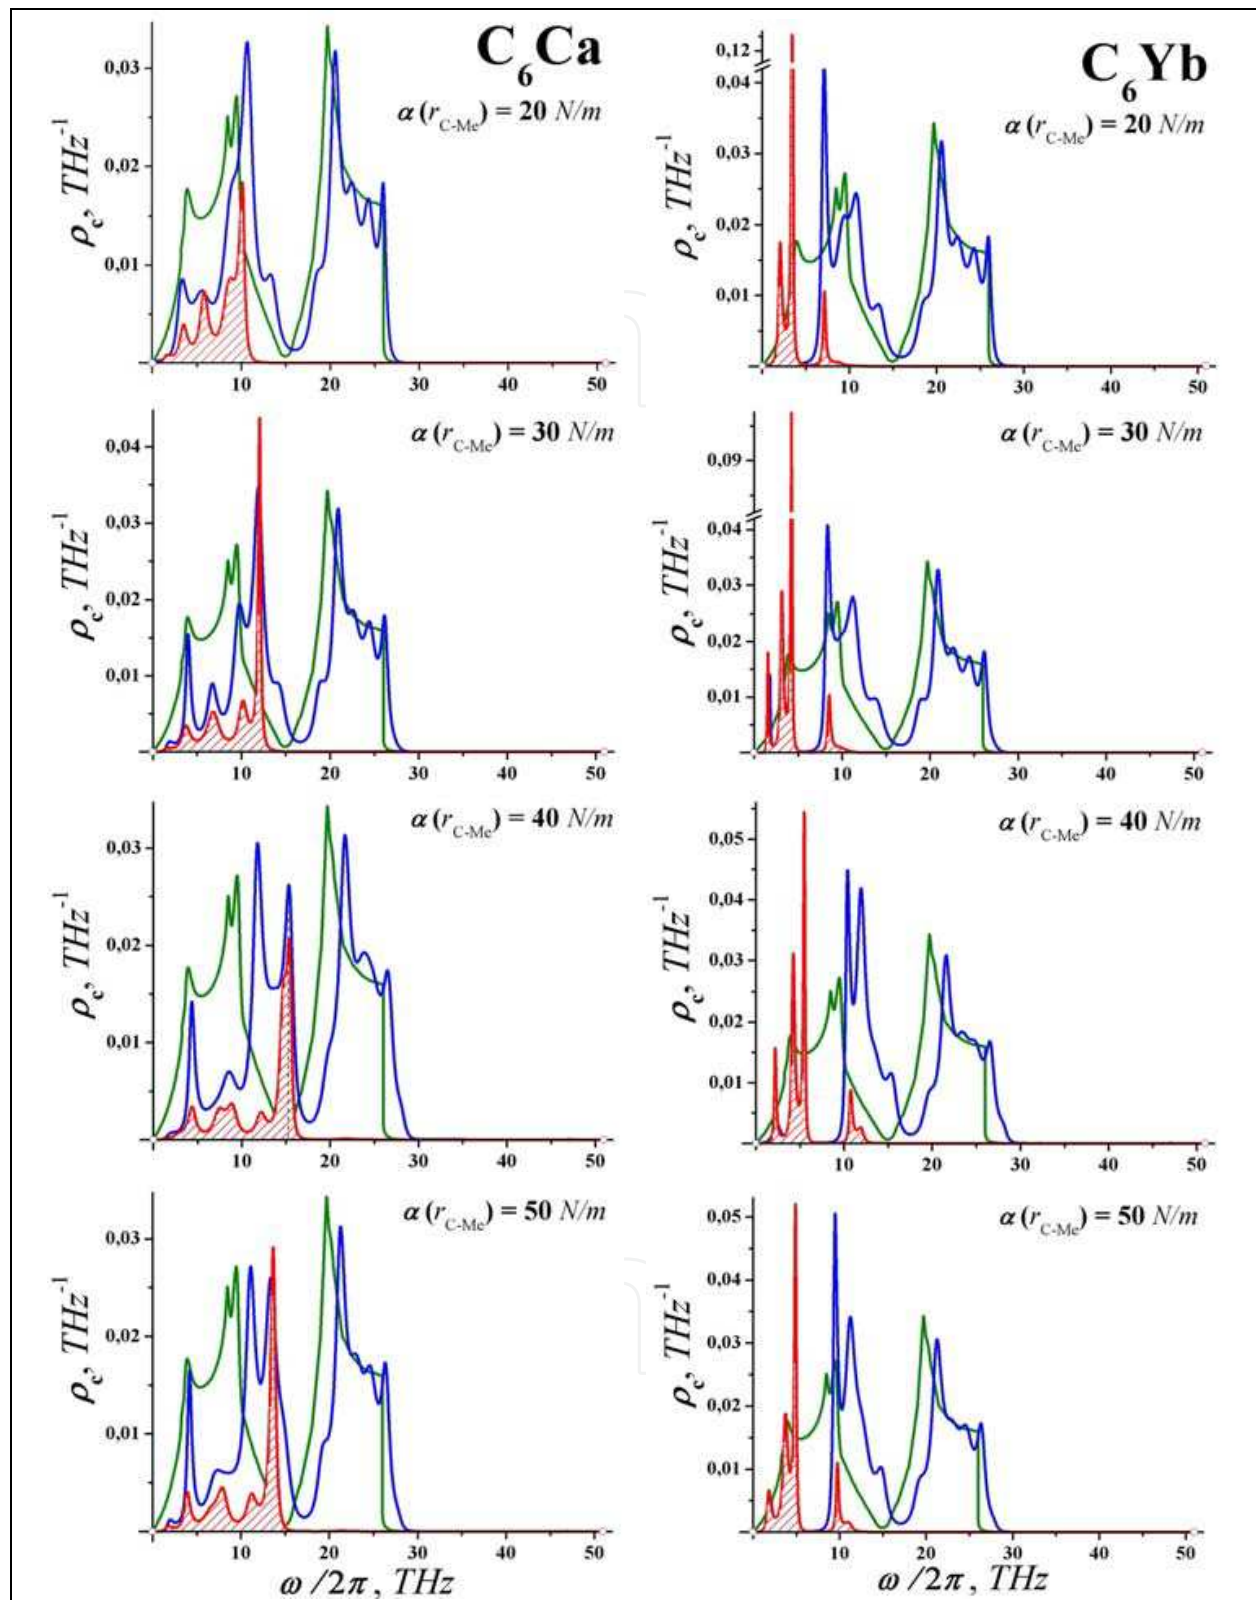 C6Ca
α (rC-Me) = 20 N/m
ρc, THz-1
0,03
0,02
0,01
10 20 30 40 50
C6Yb
α (rC-Me) = 20 N/m
ρc, THz-1
0,12
0,04
0,03
0,02
0,01
10 20 30 40 50
α (rC-Me) = 30 N/m
ρc, THz-1
0,04
0,03
0,02
0,01
10 20 30 40 50
α (rC-Me) = 30 N/m
ρc, THz-1
0,09
0,04
0,03
0,02
0,01
10 20 30 40 50
α (rC-Me) = 40 N/m
ρc, THz-1
0,03
0,02
0,01
10 20 30 40 50
α (rC-Me) = 40 N/m
ρc, THz-1
0,05
0,04
0,03
0,02
0,01
10 20 30 40 50
α (rC-Me) = 50 N/m
ρc, THz-1
0,03
0,02
0,01
10 20 30 40 50
ω /2π , THz
α (rC-Me) = 50 N/m
ρc, THz-1
0,05
0,04
0,03
0,02
0,01
10 20 30 40 50
ω /2π , THz